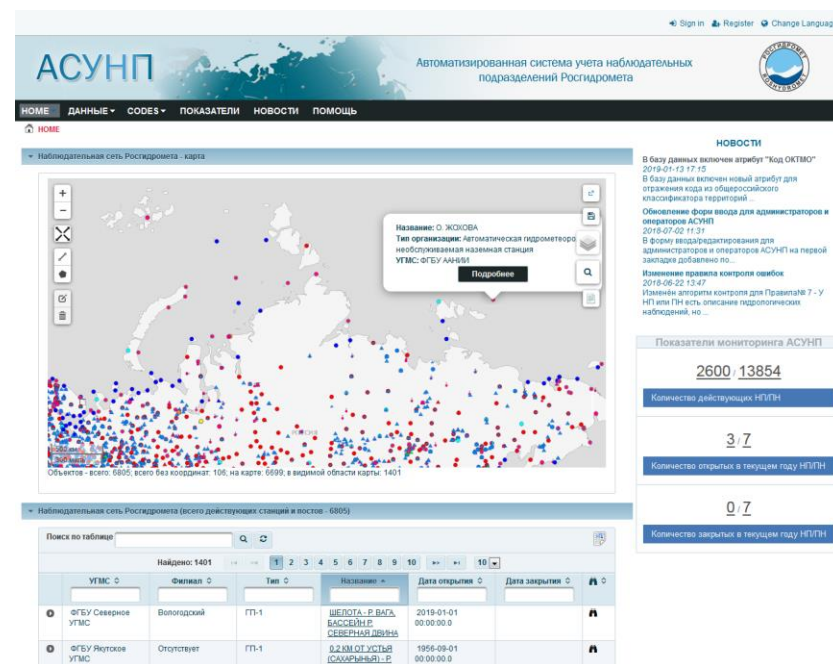 Sign in Register Change Languag
АСУНП
Автоматизированная система учета наблюдательных
подразделений Росгидромета
РОСГИДРОМЕТ
HOME ДАННЫЕ CODES ПОКАЗАТЕЛИ НОВОСТИ ПОМОЩЬ
HOME
Наблюдательная сеть Росгидромета - карта
+
−
Название: О. ЖОХОВА
Тип организации: Автоматическая гидрометеоро
необслуживаемая наземная станция
УГМС: ФГБУ ААНИИ
Подробнее
Объектов - всего: 6805; всего без координат: 106; на карте: 6699; в видимой области карты: 1401
НОВОСТИ
В базу данных включен атрибут "Код ОКТМО"
2019-01-13 17:15
В базу данных включен новый атрибут для
отражения кода из общероссийского
классификатора территорий ...
Обновление форм ввода для администраторов и
операторов АСУНП
2018-07-02 11:31
В форму ввода/редактирования для
администраторов и операторов АСУНП на первой
закладке добавлено по...
Изменение правила контроля ошибок
2018-06-22 13:47
Изменён алгоритм контроля для Правила№ 7 - У
НП или ПН есть описание гидрологических
наблюдений, но ...
Показатели мониторинга АСУНП
2600 / 13854
Количество действующих НП/ПН
3 / 7
Количество открытых в текущем году НП/ПН
0 / 7
Количество закрытых в текущем году НП/ПН
Наблюдательная сеть Росгидромета (всего действующих станций и постов - 6805)
Поиск по таблице
Найдено: 1401 1 2 3 4 5 6 7 8 9 10 10
УГМС Филиал Тип Название Дата открытия Дата закрытия
ФГБУ Северное УГМС Вологодский ГП-1 ШЕЛОТА - Р. ВАГА, БАССЕЙН Р. СЕВЕРНАЯ ДВИНА 2019-01-01 00:00:00.0
ФГБУ Якутское УГМС Отсутствует ГП-1 0.2 КМ ОТ УСТЬЯ (САХАРЫНЬЯ) - Р. 1956-09-01 00:00:00.0